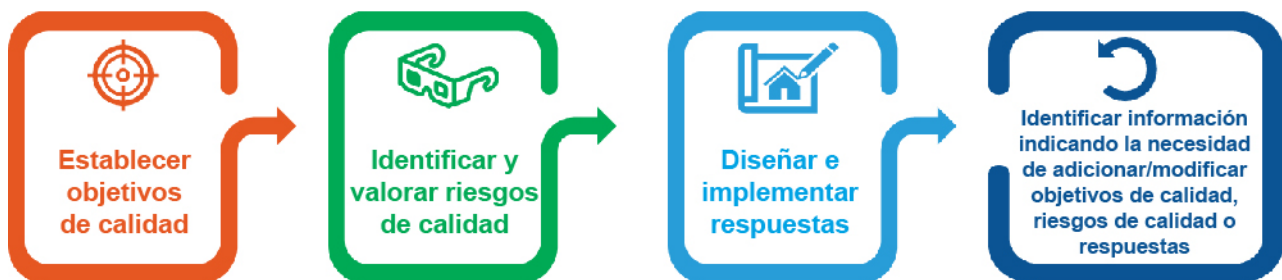 Establecer
objetivos
de calidad
Identificar y
valorar riesgos
de calidad
Diseñar e
implementar
respuestas
Identificar información
indicando la necesidad
de adicionar/modificar
objetivos de calidad,
riesgos de calidad o
respuestas